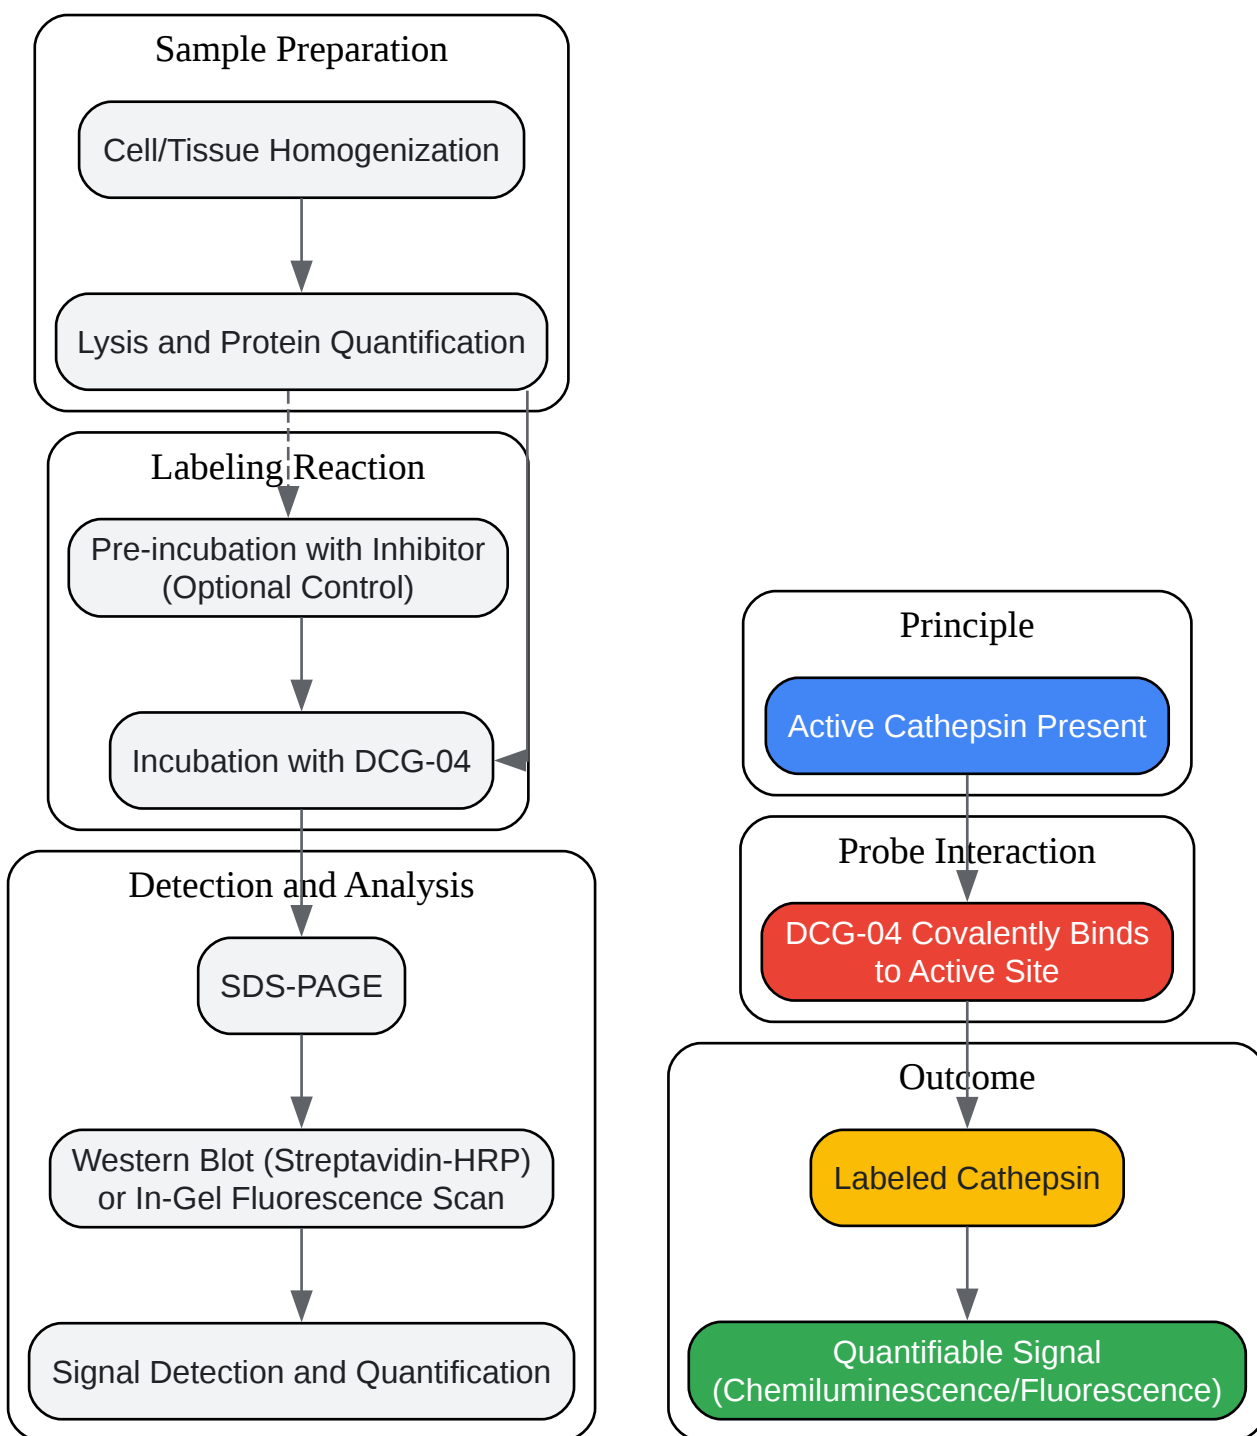 Sample Preparation
Cell/Tissue Homogenization
Lysis and Protein Quantification
Labeling Reaction
Pre-incubation with Inhibitor
(Optional Control)
Incubation with DCG-04
Detection and Analysis
SDS-PAGE
Western Blot (Streptavidin-HRP)
or In-Gel Fluorescence Scan
Signal Detection and Quantification
Principle
Active Cathepsin Present
Probe Interaction
DCG-04 Covalently Binds
to Active Site
Outcome
Labeled Cathepsin
Quantifiable Signal
(Chemiluminescence/Fluorescence)